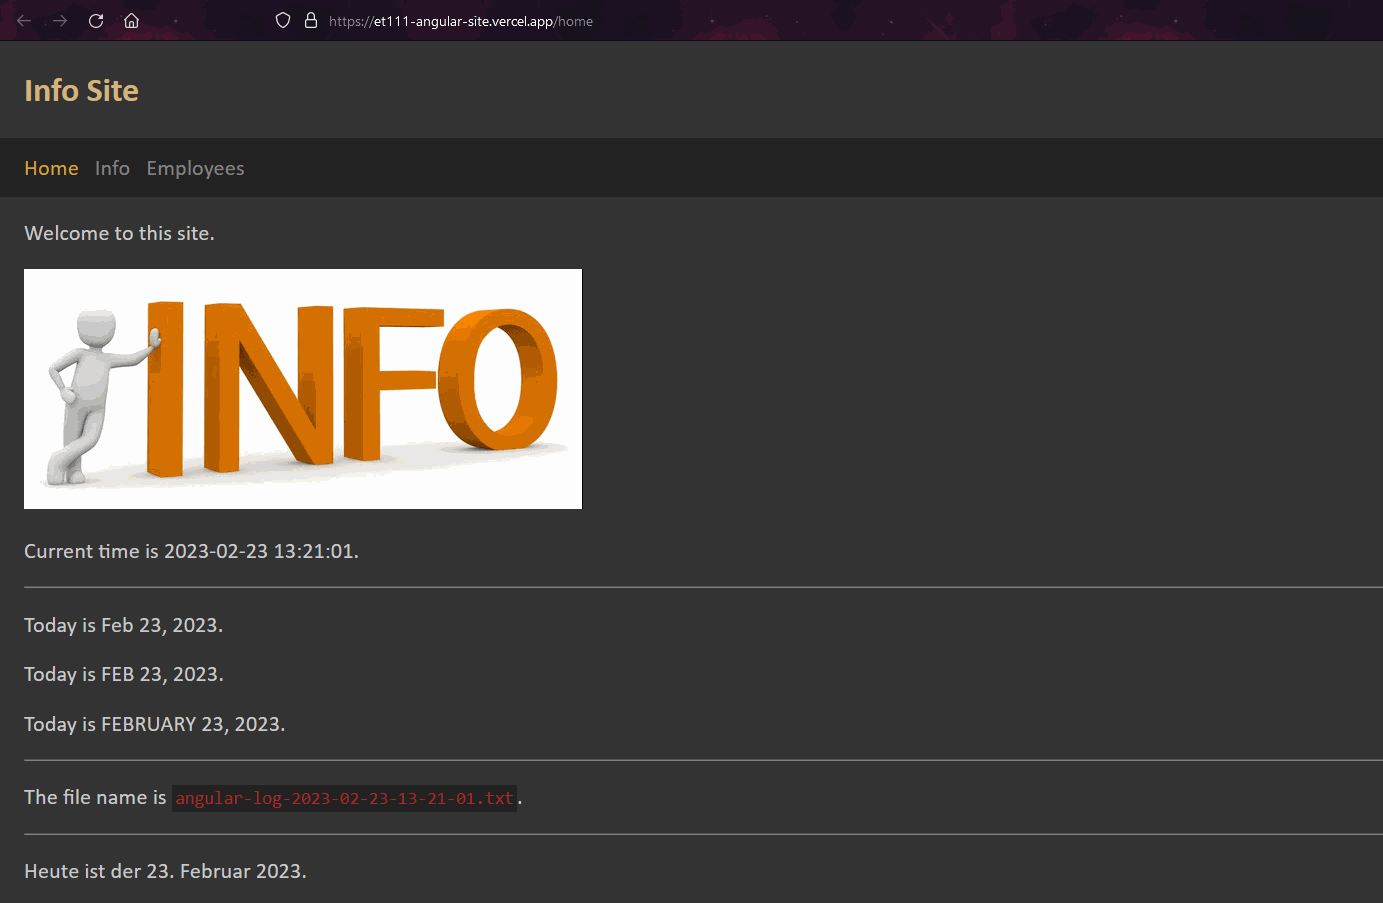 https://et111-angular-site.vercel.app/home
Info Site
Home Info Employees
Welcome to this site.
INFO
Current time is 2023-02-23 13:21:01.
Today is Feb 23, 2023.
Today is FEB 23, 2023.
Today is FEBRUARY 23, 2023.
The file name is angular-log-2023-02-23-13-21-01.txt.
Heute ist der 23. Februar 2023.